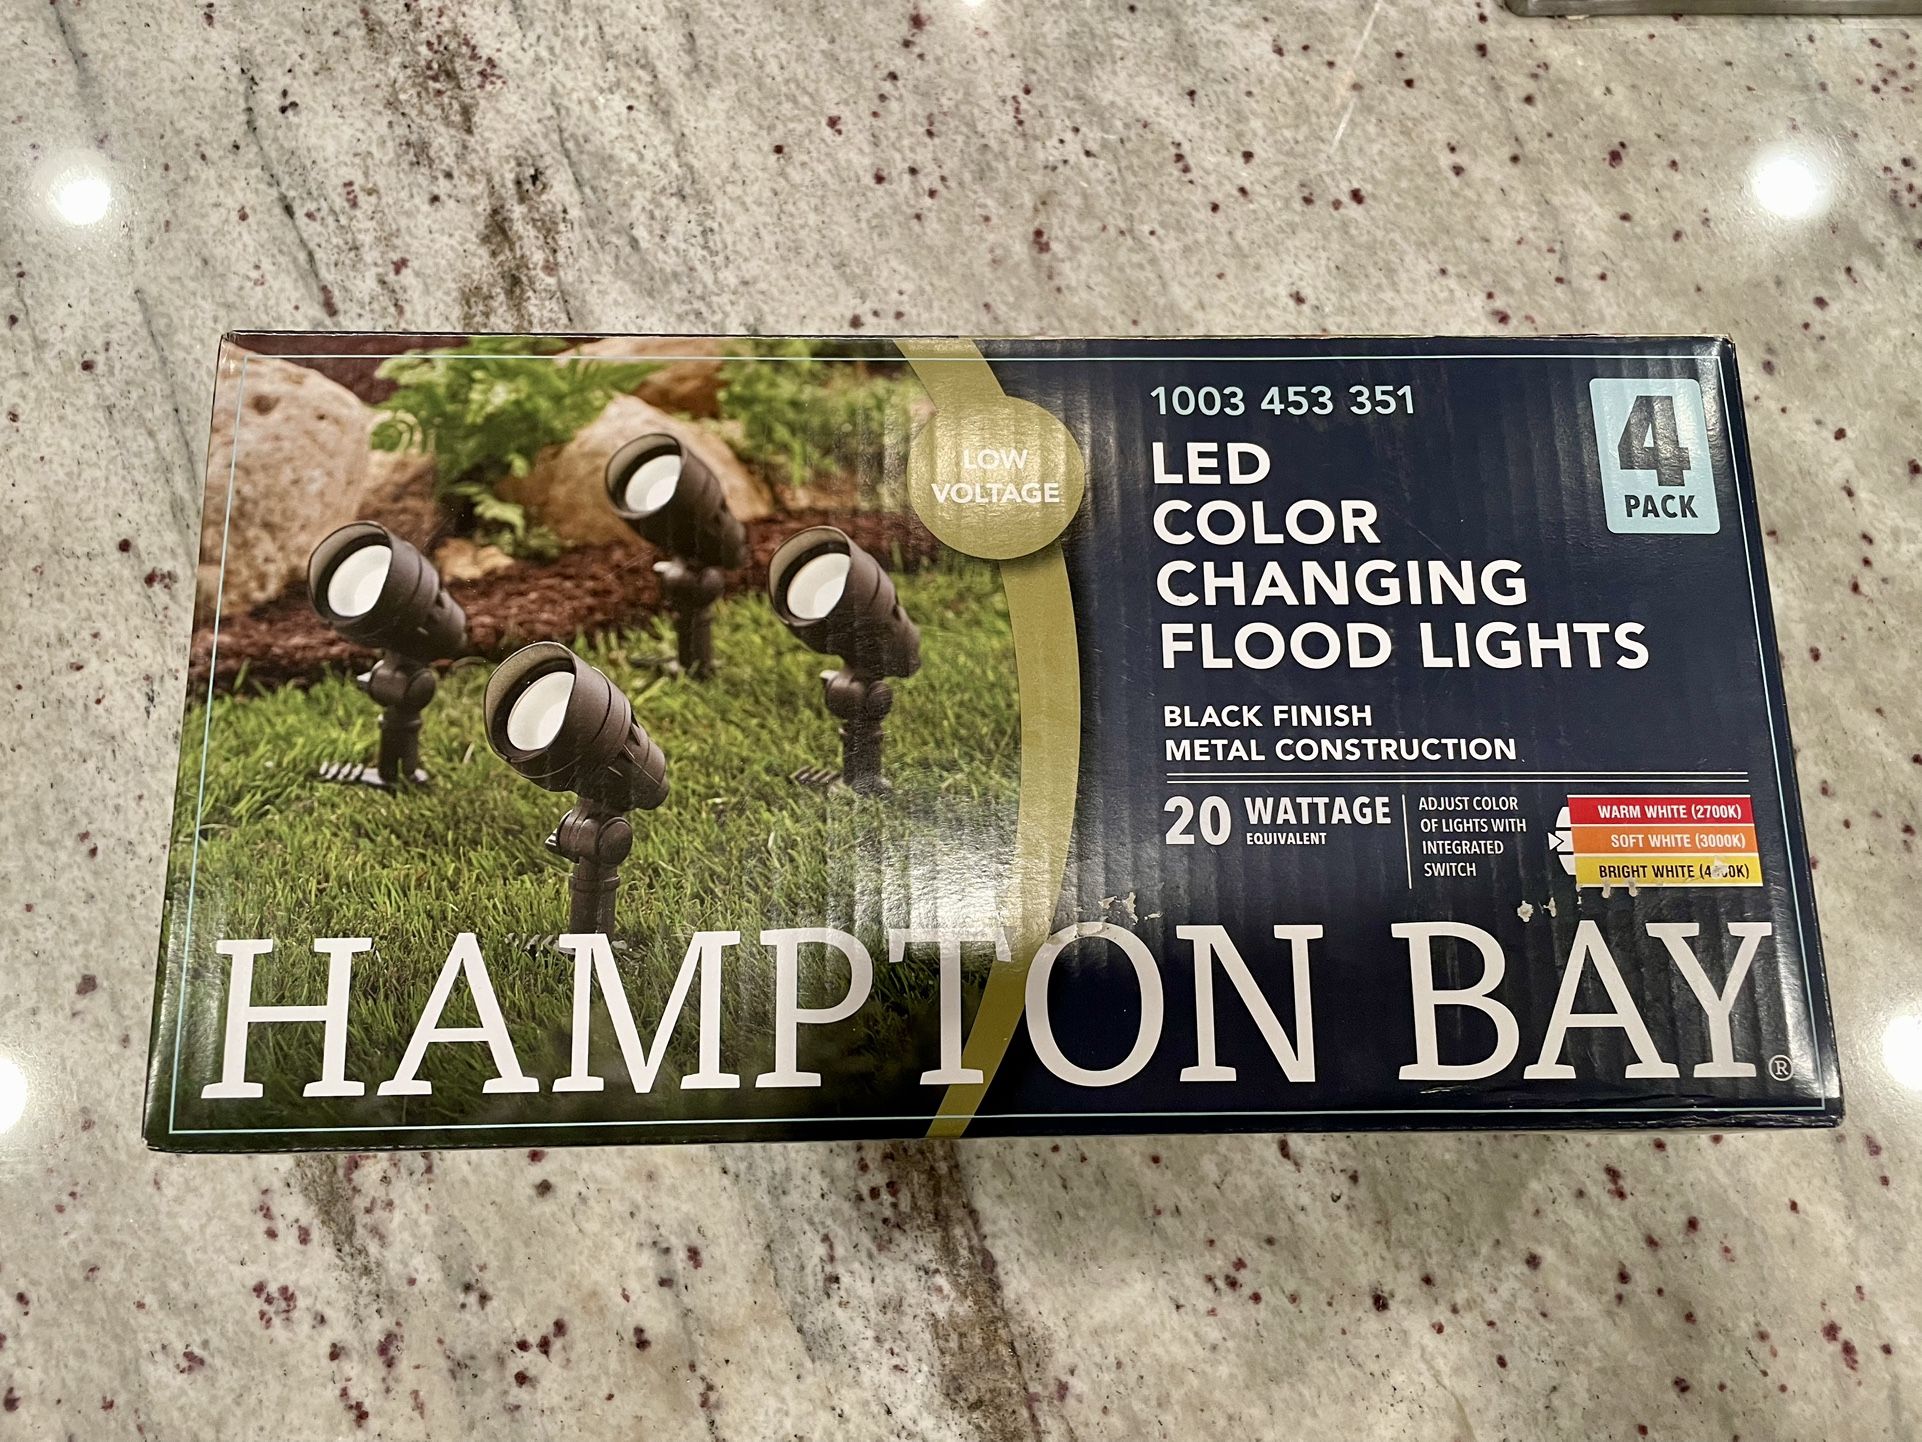 LOW
VOLTAGE
1003 453 351
LED
COLOR
CHANGING
FLOOD LIGHTS
4
PACK
BLACK FINISH
METAL CONSTRUCTION
20 WATTAGE
EQUIVALENT
ADJUST COLOR
OF LIGHTS WITH
INTEGRATED
SWITCH
WARM WHITE (2700K)
SOFT WHITE (3000K)
BRIGHT WHITE
HAMPTON BAY®